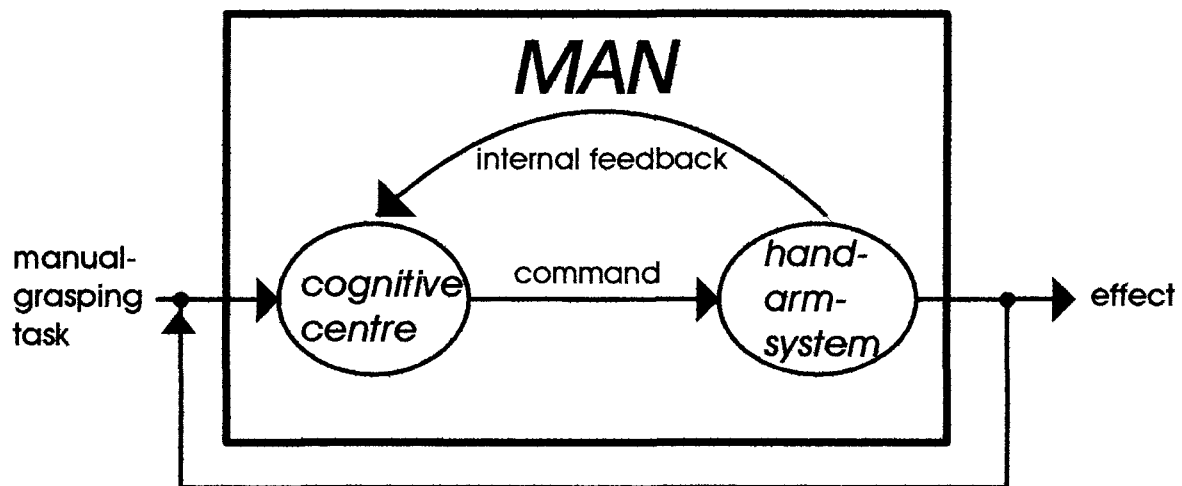 MAN
internal feedback
manual-
grasping
task
cognitive
centre
command
hand-
arm-
system
effect